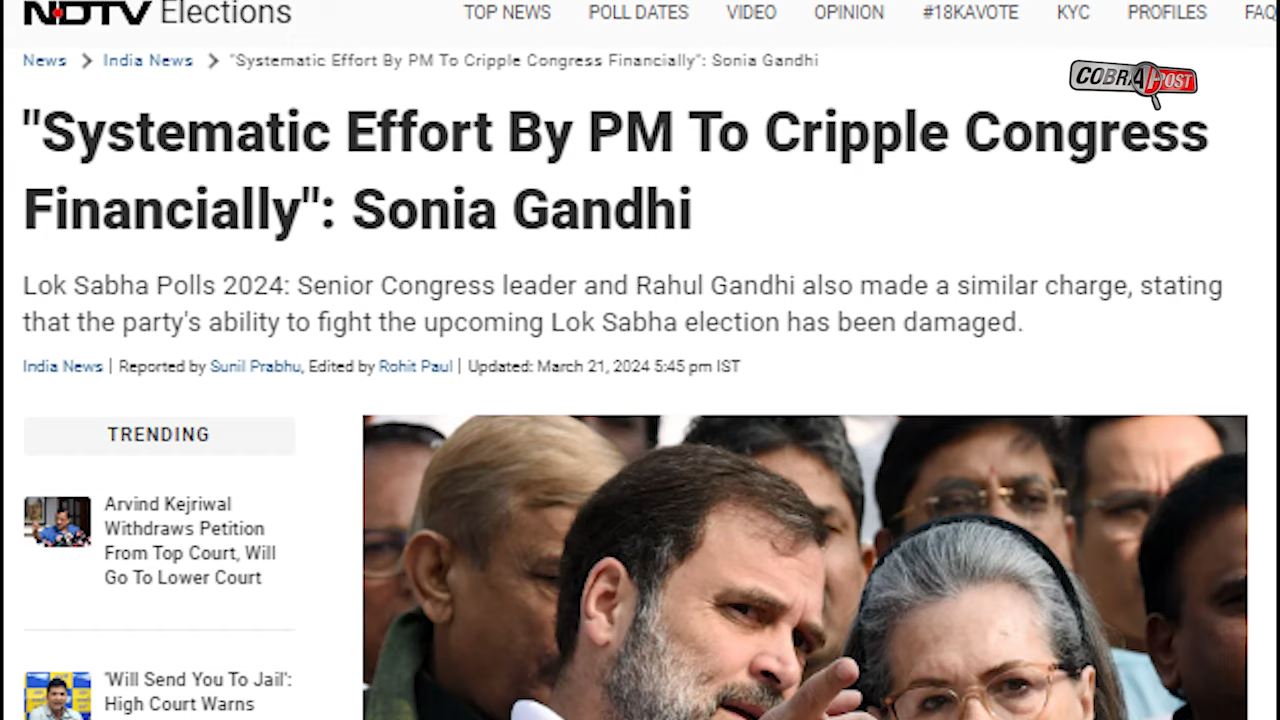 NDTV Elections
TOP NEWS POLL DATES VIDEO OPINION #18KAVOTE KYC PROFILES FAQ
News > India News > "Systematic Effort By PM To Cripple Congress Financially": Sonia Gandhi
COBRAPOST
"Systematic Effort By PM To Cripple Congress
Financially": Sonia Gandhi
Lok Sabha Polls 2024: Senior Congress leader and Rahul Gandhi also made a similar charge, stating
that the party's ability to fight the upcoming Lok Sabha election has been damaged.
India News | Reported by Sunil Prabhu, Edited by Rohit Paul | Updated: March 21, 2024 5:45 pm IST
TRENDING
Arvind Kejriwal
Withdraws Petition
From Top Court, Will
Go To Lower Court
'Will Send You To Jail':
High Court Warns